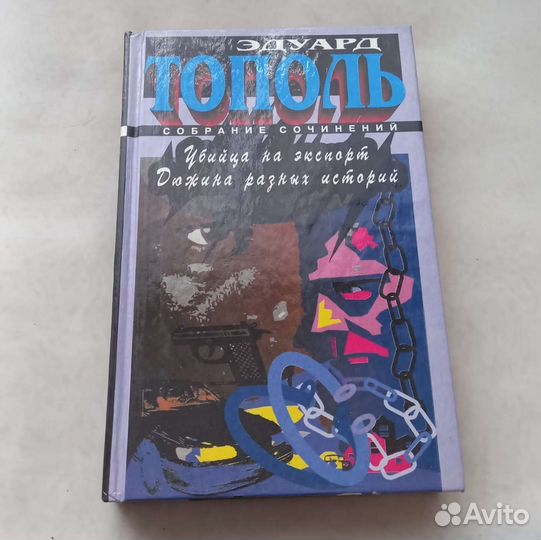 ЭДУАРД
ТОПОЛЬ
СОБРАНИЕ СОЧИНЕНИЙ
Убийца на экспорт
Дюжина разных историй
Avito